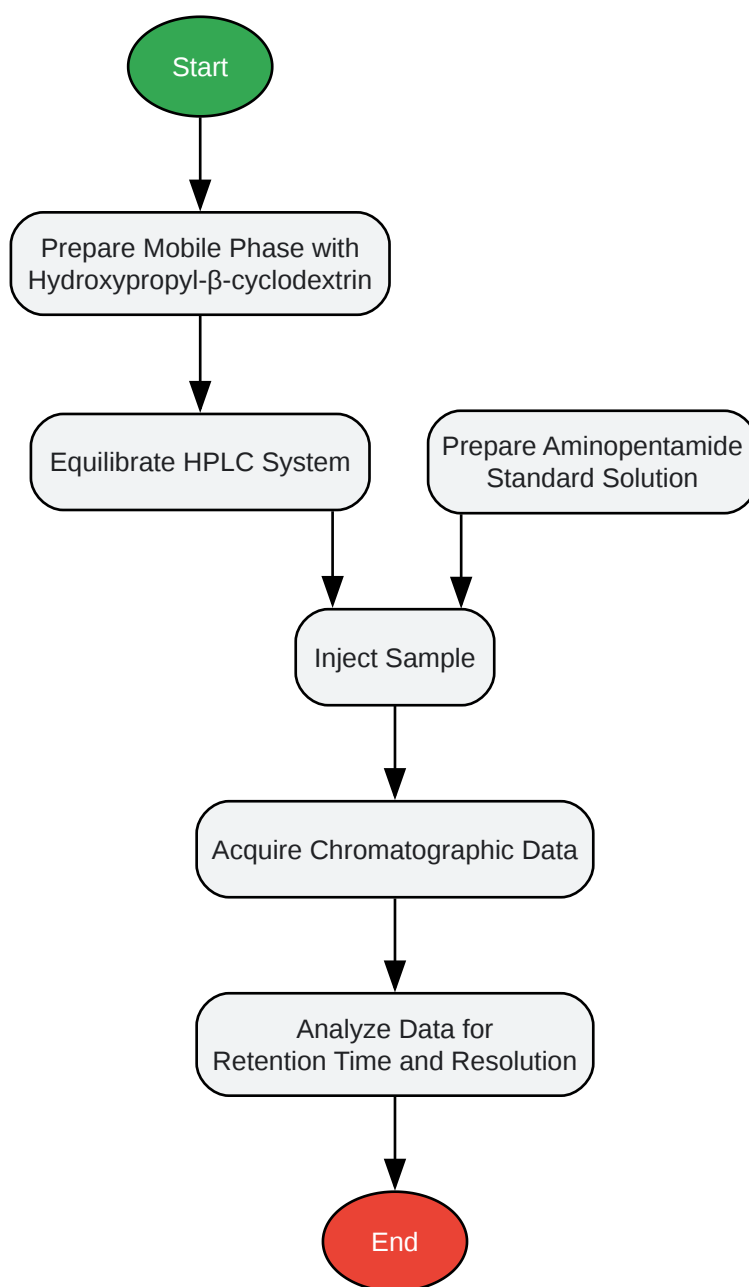 Start
Prepare Mobile Phase with
Hydroxypropyl-β-cyclodextrin
Equilibrate HPLC System
Prepare Aminopentamide
Standard Solution
Inject Sample
Acquire Chromatographic Data
Analyze Data for
Retention Time and Resolution
End